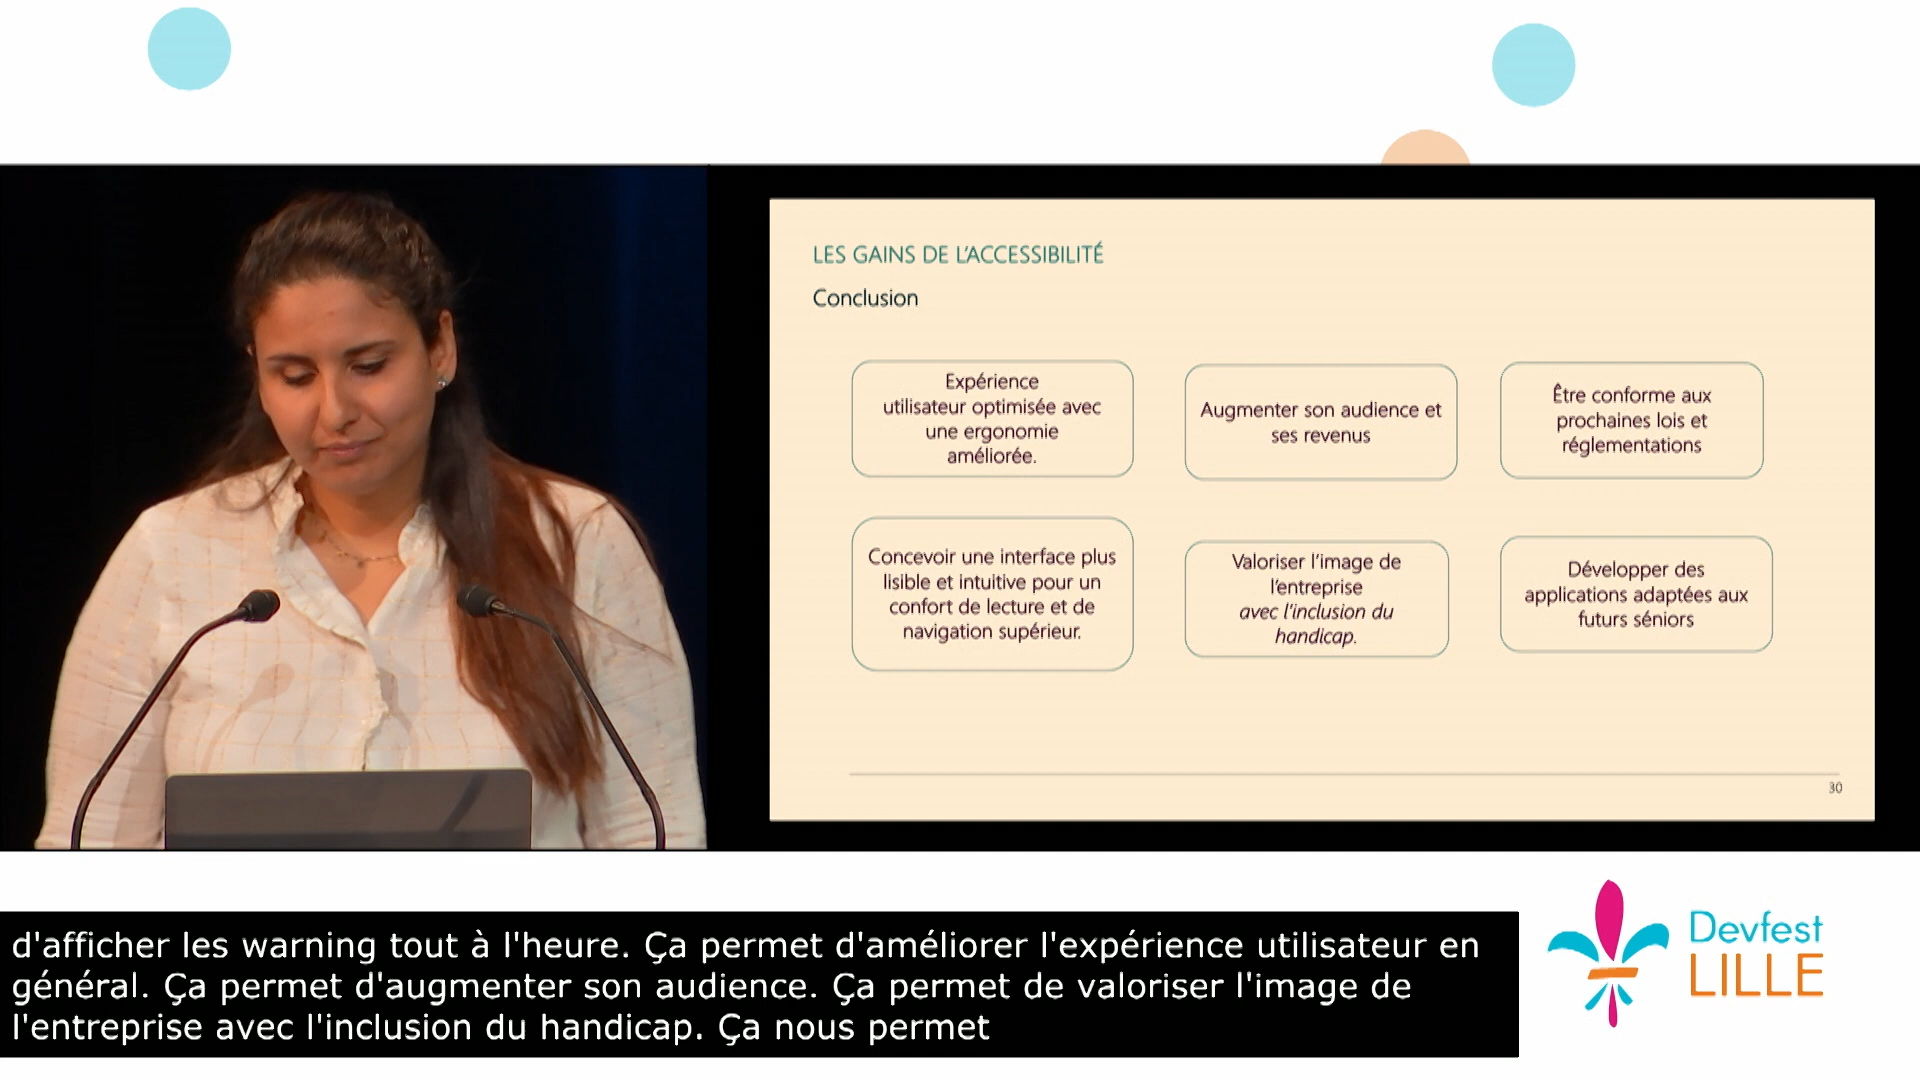 LES GAINS DE L'ACCESSIBILITÉ
Conclusion
Expérience
utilisateur optimisée avec
une ergonomie
améliorée.
Augmenter son audience et
ses revenus
Être conforme aux
prochaines lois et
réglementations
Concevoir une interface plus
lisible et intuitive pour un
confort de lecture et de
navigation supérieur.
Valoriser l'image de
l'entreprise
avec l'inclusion du
handicap.
Développer des
applications adaptées aux
futurs séniors
30
d'afficher les warning tout à l'heure. Ça permet d'améliorer l'expérience utilisateur en
général. Ça permet d'augmenter son audience. Ça permet de valoriser l'image de
l'entreprise avec l'inclusion du handicap. Ça nous permet
Devfest
LILLE